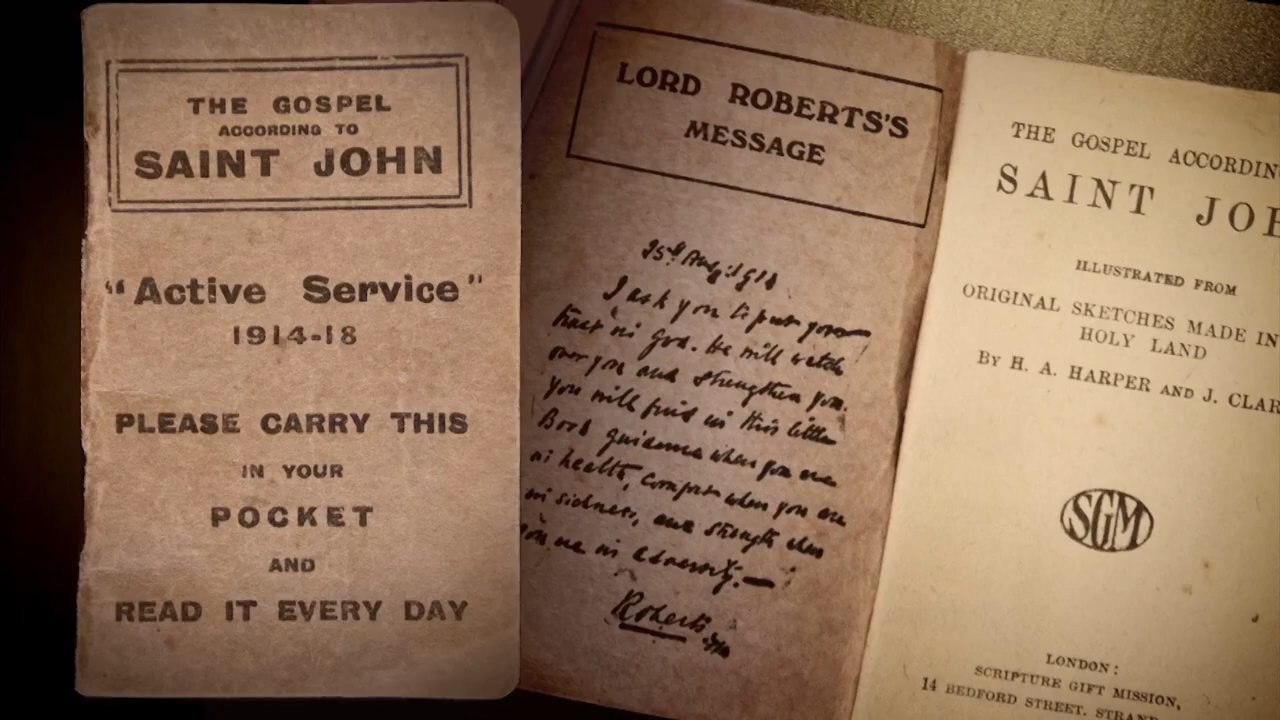 THE GOSPEL
ACCORDING TO
SAINT JOHN
"Active Service"
1914-18
PLEASE CARRY THIS
IN YOUR
POCKET
AND
READ IT EVERY DAY
LORD ROBERTS'S
MESSAGE
25th Aug: 1914
I ask you to put your
trust in God. He will watch
over you and strengthen you.
You will find in this little
Book guidance when you are
in health, comfort when you are
in sickness, and strength when
you are in adversity.—
Roberts
THE GOSPEL ACCORDIN
SAINT JO
ILLUSTRATED FROM
ORIGINAL SKETCHES MADE IN
HOLY LAND
By H. A. HARPER AND J. CLAR
SGM
LONDON:
SCRIPTURE GIFT MISSION,
14 BEDFORD STREET, STRAN